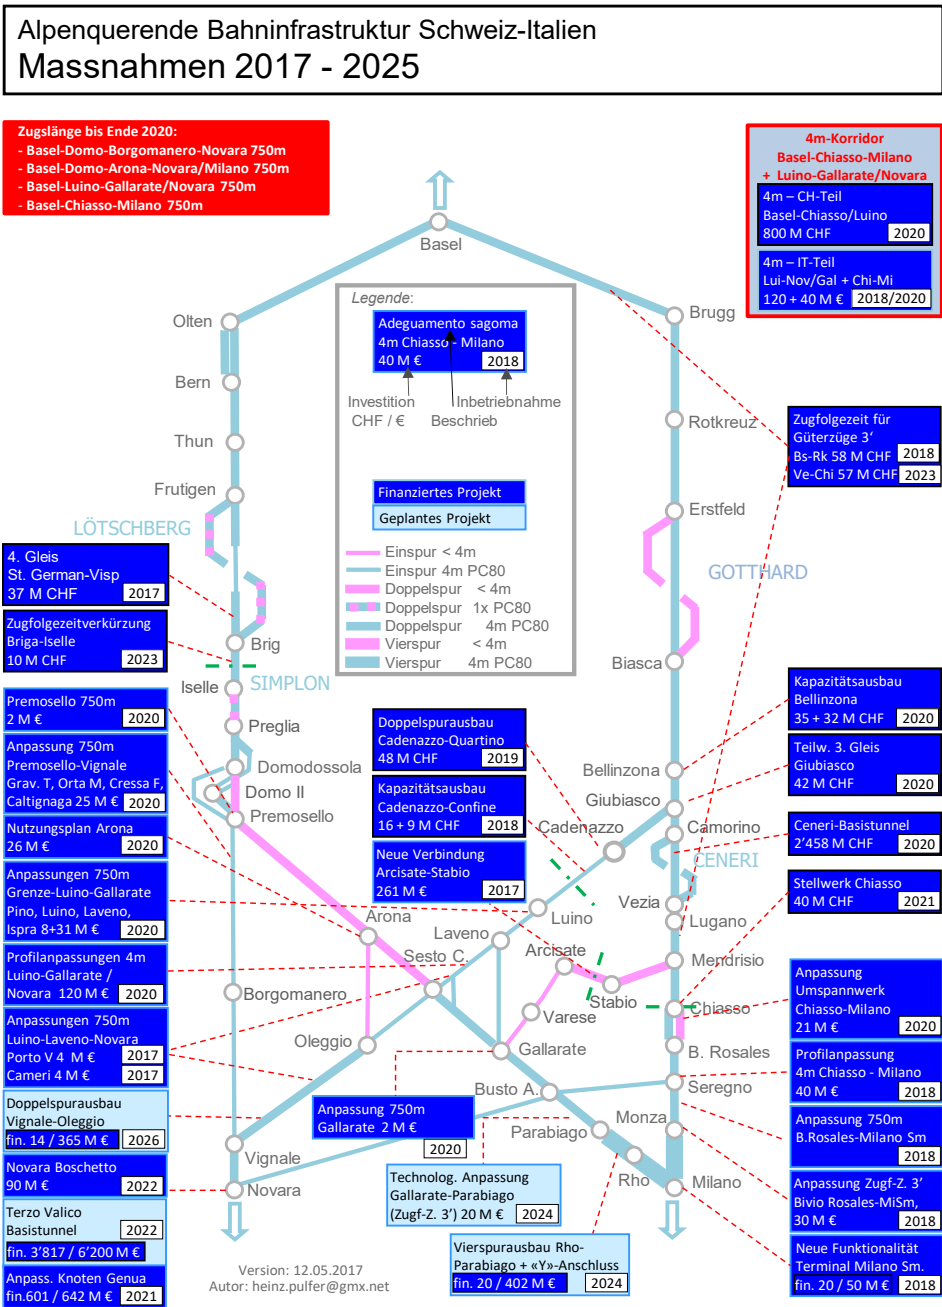 Alpenquerende Bahninfrastruktur Schweiz-Italien
Massnahmen 2017 - 2025
Zugslänge bis Ende 2020:
- Basel-Domo-Borgomanero-Novara 750m
- Basel-Domo-Arona-Novara/Milano 750m
- Basel-Luino-Gallarate/Novara 750m
- Basel-Chiasso-Milano 750m
4m-Korridor
Basel-Chiasso-Milano
+ Luino-Gallarate/Novara
4m – CH-Teil
Basel-Chiasso/Luino
800 M CHF 2020
4m – IT-Teil
Lui-Nov/Gal + Chi-Mi
120 + 40 M € 2018/2020
Legende:
Adeguamento sagoma
4m Chiasso - Milano
40 M € 2018
Investition Inbetriebnahme
CHF / € Beschrieb
Finanziertes Projekt
Geplantes Projekt
Einspur < 4m
Einspur 4m PC80
Doppelspur < 4m
Doppelspur 1x PC80
Doppelspur 4m PC80
Vierspur < 4m
Vierspur 4m PC80
Basel
Olten
Bern
Thun
Frutigen
LÖTSCHBERG
Brig
Iselle
SIMPLON
Preglia
Domodossola
Domo II
Premosello
Arona
Sesto C.
Borgomanero
Oleggio
Vignale
Novara
Brugg
Rotkreuz
Erstfeld
GOTTHARD
Biasca
Bellinzona
Giubiasco
Cadenazzo
Camorino
CENERI
Vezia
Lugano
Luino
Laveno
Arcisate
Mendrisio
Stabio
Varese
Chiasso
Gallarate
B. Rosales
Busto A.
Seregno
Parabiago
Monza
Rho
Milano
4. Gleis
St. German-Visp
37 M CHF 2017
Zugfolgezeitverkürzung
Briga-Iselle
10 M CHF 2023
Premosello 750m
2 M € 2020
Anpassung 750m
Premosello-Vignale
Grav. T, Orta M, Cressa F,
Caltignaga 25 M € 2020
Nutzungsplan Arona
26 M € 2020
Anpassungen 750m
Grenze-Luino-Gallarate
Pino, Luino, Laveno,
Ispra 8+31 M € 2020
Profilanpassungen 4m
Luino-Gallarate /
Novara 120 M € 2020
Anpassungen 750m
Luino-Laveno-Novara
Porto V 4 M € 2017
Cameri 4 M € 2017
Doppelspurausbau
Vignale-Oleggio
fin. 14 / 365 M € 2026
Novara Boschetto
90 M € 2022
Terzo Valico
Basistunnel 2022
fin. 3’817 / 6’200 M €
Anpass. Knoten Genua
fin.601 / 642 M € 2021
Doppelspurausbau
Cadenazzo-Quartino
48 M CHF 2019
Kapazitätsausbau
Cadenazzo-Confine
16 + 9 M CHF 2018
Neue Verbindung
Arcisate-Stabio
261 M € 2017
Anpassung 750m
Gallarate 2 M €
2020
Technolog. Anpassung
Gallarate-Parabiago
(Zugf-Z. 3’) 20 M € 2024
Vierspurausbau Rho-
Parabiago + «Y»-Anschluss
fin. 20 / 402 M € 2024
Zugfolgezeit für
Güterzüge 3’
Bs-Rk 58 M CHF 2018
Ve-Chi 57 M CHF 2023
Kapazitätsausbau
Bellinzona
35 + 32 M CHF 2020
Teilw. 3. Gleis
Giubiasco
42 M CHF 2020
Ceneri-Basistunnel
2’458 M CHF 2020
Stellwerk Chiasso
40 M CHF 2021
Anpassung
Umspannwerk
Chiasso-Milano
21 M € 2020
Profilanpassung
4m Chiasso - Milano
40 M € 2018
Anpassung 750m
B.Rosales-Milano Sm
2018
Anpassung Zugf-Z. 3’
Bivio Rosales-MiSm,
30 M € 2018
Neue Funktionalität
Terminal Milano Sm.
fin. 20 / 50 M € 2018
Version: 12.05.2017
Autor: heinz.pulfer@gmx.net